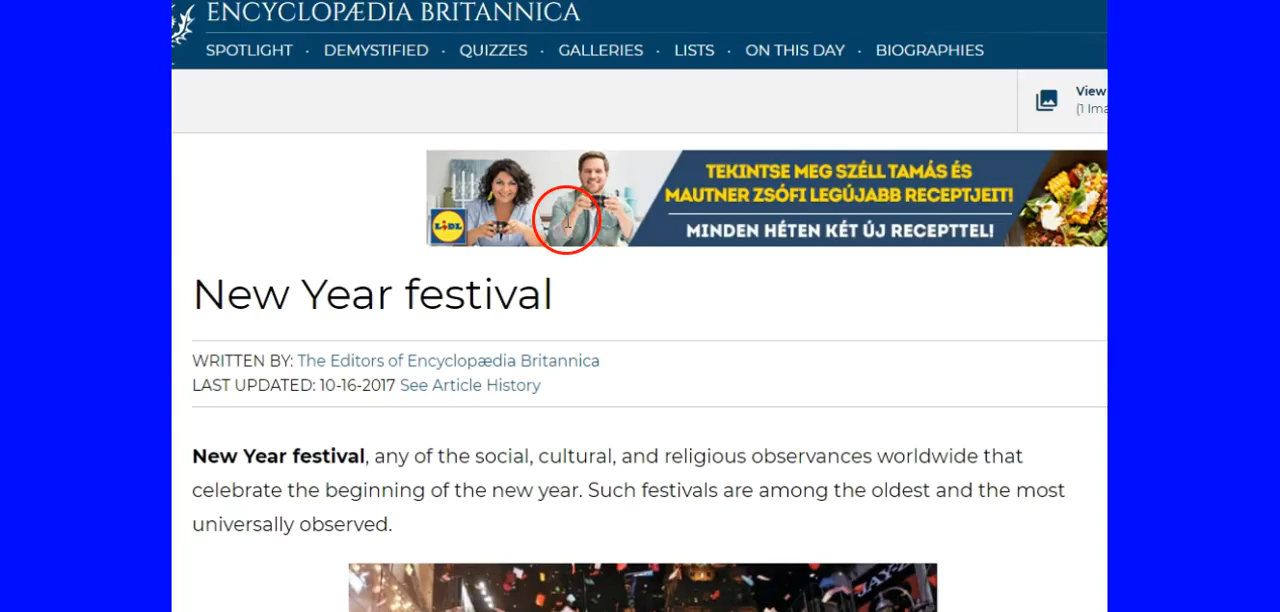 ENCYCLOPÆDIA BRITANNICA
SPOTLIGHT · DEMYSTIFIED · QUIZZES · GALLERIES · LISTS · ON THIS DAY · BIOGRAPHIES
View
(1 Ima
TEKINTSE MEG SZÉLL TAMÁS ÉS
MAUTNER ZSÓFI LEGÚJABB RECEPTJEIT!
LIDL
MINDEN HÉTEN KÉT ÚJ RECEPTTEL!
New Year festival
WRITTEN BY: The Editors of Encyclopædia Britannica
LAST UPDATED: 10-16-2017 See Article History
New Year festival, any of the social, cultural, and religious observances worldwide that
celebrate the beginning of the new year. Such festivals are among the oldest and the most
universally observed.
JAY-Z